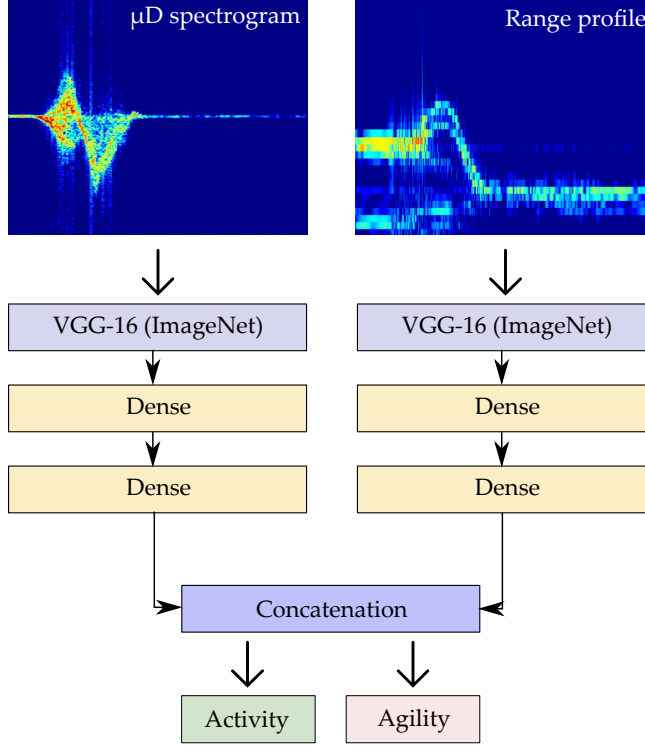 µD spectrogram
Range profile
VGG-16 (ImageNet)
VGG-16 (ImageNet)
Dense
Dense
Dense
Dense
Concatenation
Activity
Agility